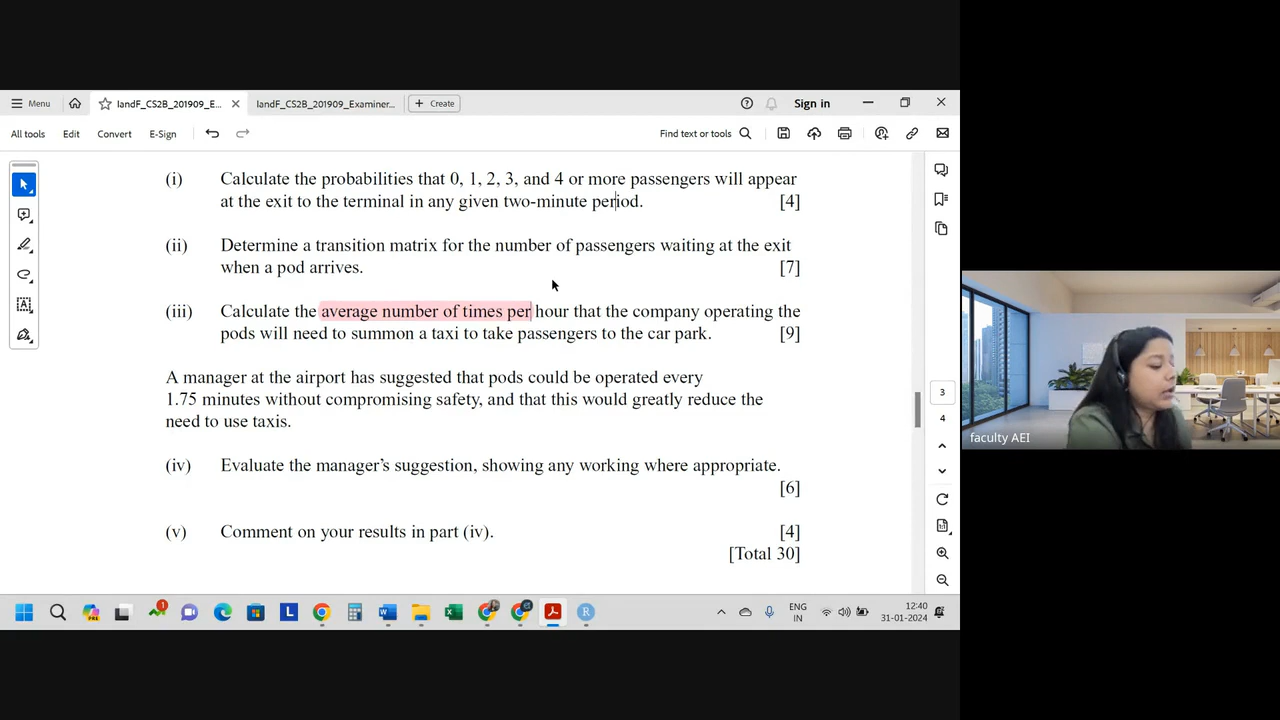 Menu
landF_CS2B_201909_E...
landF_CS2B_201909_Examiner...
Create
Sign in
All tools
Edit
Convert
E-Sign
Find text or tools
(i) Calculate the probabilities that 0, 1, 2, 3, and 4 or more passengers will appear
at the exit to the terminal in any given two-minute period. [4]
(ii) Determine a transition matrix for the number of passengers waiting at the exit
when a pod arrives. [7]
(iii) Calculate the average number of times per hour that the company operating the
pods will need to summon a taxi to take passengers to the car park. [9]
A manager at the airport has suggested that pods could be operated every
1.75 minutes without compromising safety, and that this would greatly reduce the
need to use taxis.
(iv) Evaluate the manager's suggestion, showing any working where appropriate.
[6]
(v) Comment on your results in part (iv). [4]
[Total 30]
3
4
faculty AEI
1
PRE
L
ENG
IN
12:40
31-01-2024